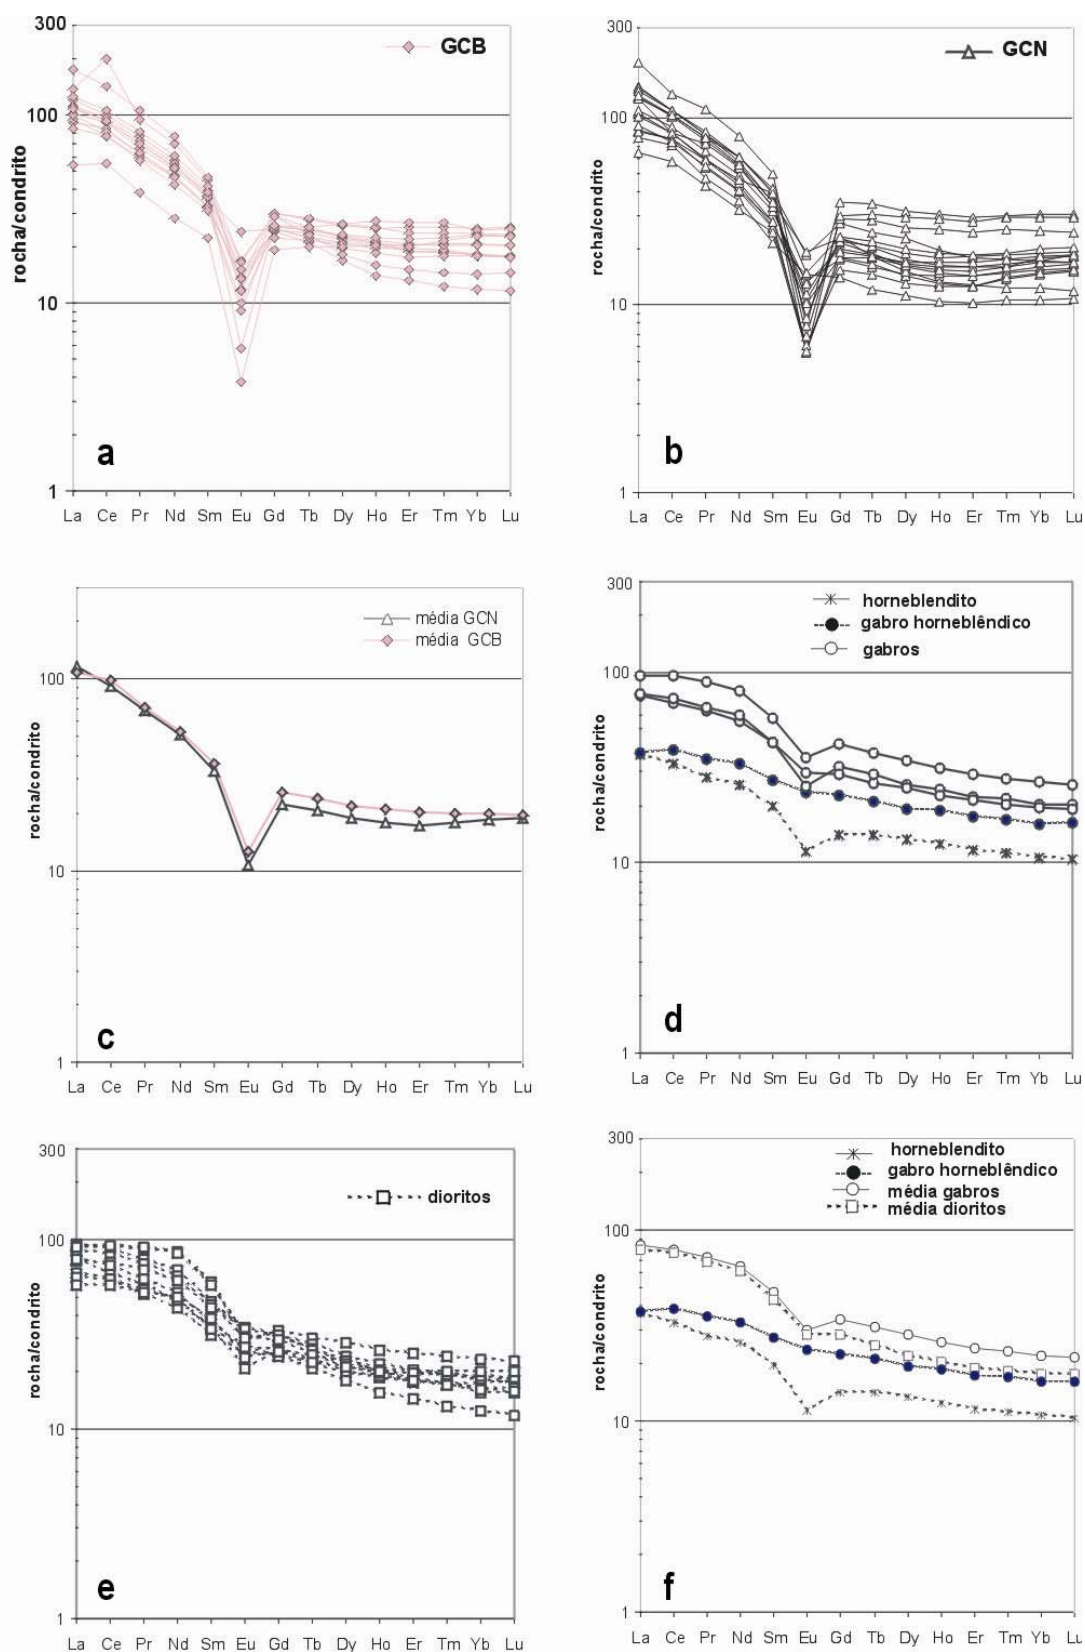 300
GCB
100
rocha/condrito
10
a
1
La Ce Pr Nd Sm Eu Gd Tb Dy Ho Er Tm Yb Lu
300
GCN
100
rocha/condrito
10
b
1
La Ce Pr Nd Sm Eu Gd Tb Dy Ho Er Tm Yb Lu
média GCN
média GCB
100
rocha/condrito
10
c
1
La Ce Pr Nd Sm Eu Gd Tb Dy Ho Er Tm Yb Lu
300
horneblendito
gabro horneblêndico
gabros
100
rocha/condrito
10
d
1
La Ce Pr Nd Sm Eu Gd Tb Dy Ho Er Tm Yb Lu
300
dioritos
100
rocha/condrito
10
e
1
La Ce Pr Nd Sm Eu Gd Tb Dy Ho Er Tm Yb Lu
300
horneblendito
gabro horneblêndico
média gabros
média dioritos
100
rocha/condrito
10
f
1
La Ce Pr Nd Sm Eu Gd Tb Dy Ho Er Tm Yb Lu